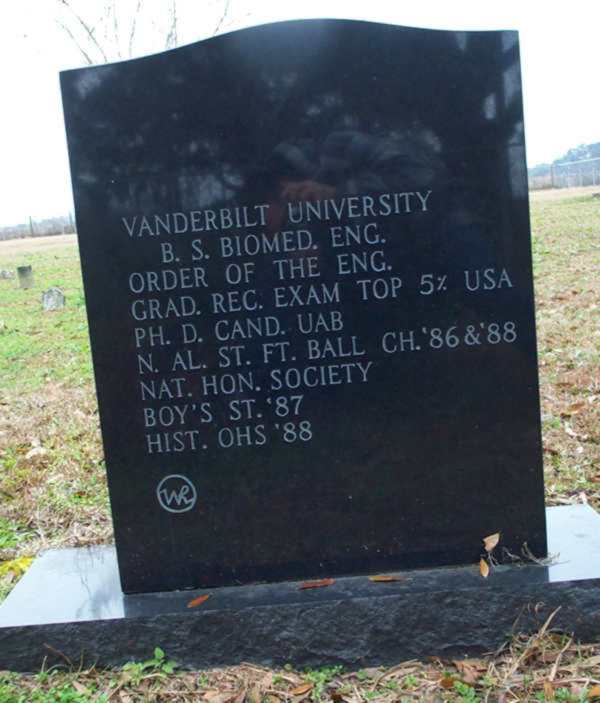 VANDERBILT UNIVERSITY
B. S. BIOMED. ENG.
ORDER OF THE ENG.
GRAD. REC. EXAM TOP 5% USA
PH. D. CAND. UAB
N. AL. ST. FT. BALL CH. '86 & '88
NAT. HON. SOCIETY
BOY'S ST. '87
HIST. OHS '88